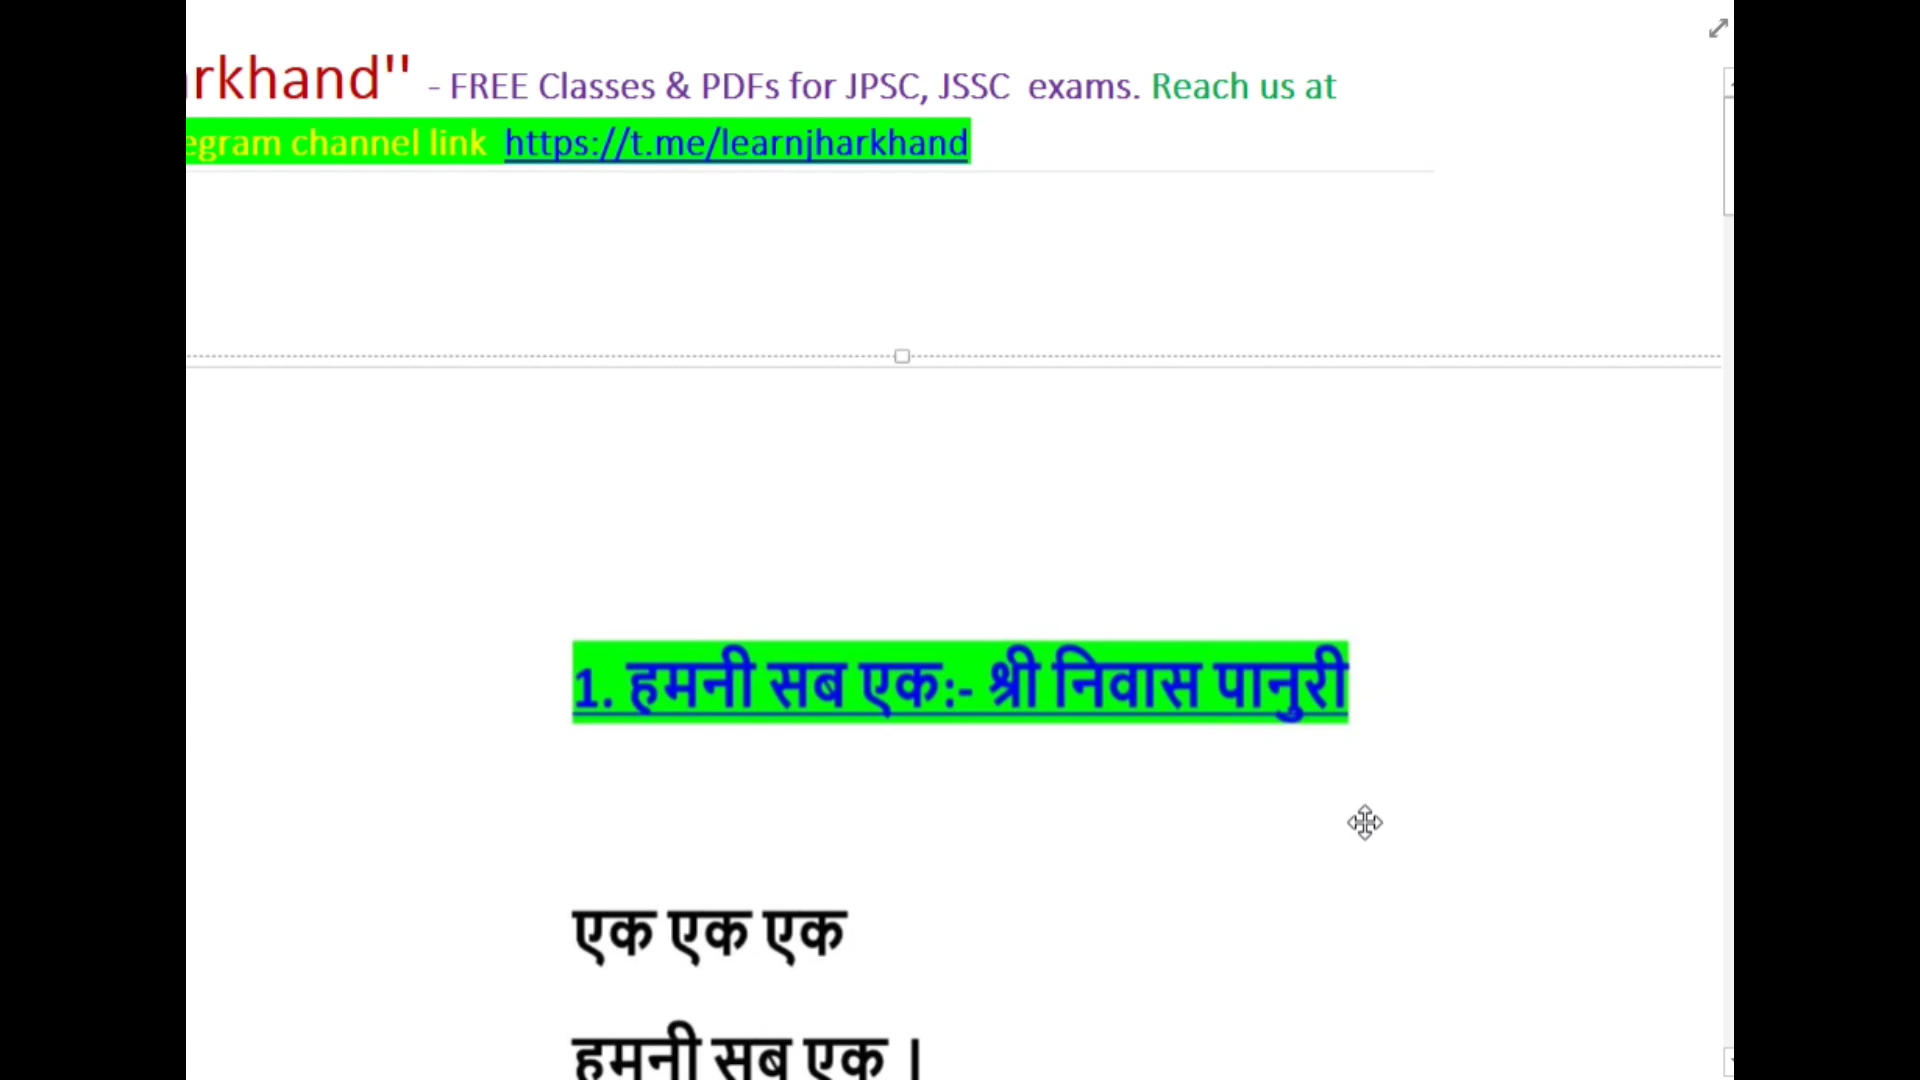 rkhand" - FREE Classes & PDFs for JPSC, JSSC exams. Reach us at
egram channel link https://t.me/learnjharkhand
1. हमनी सब एक:- श्री निवास पानुरी
एक एक एक
हमनी सब एक ।